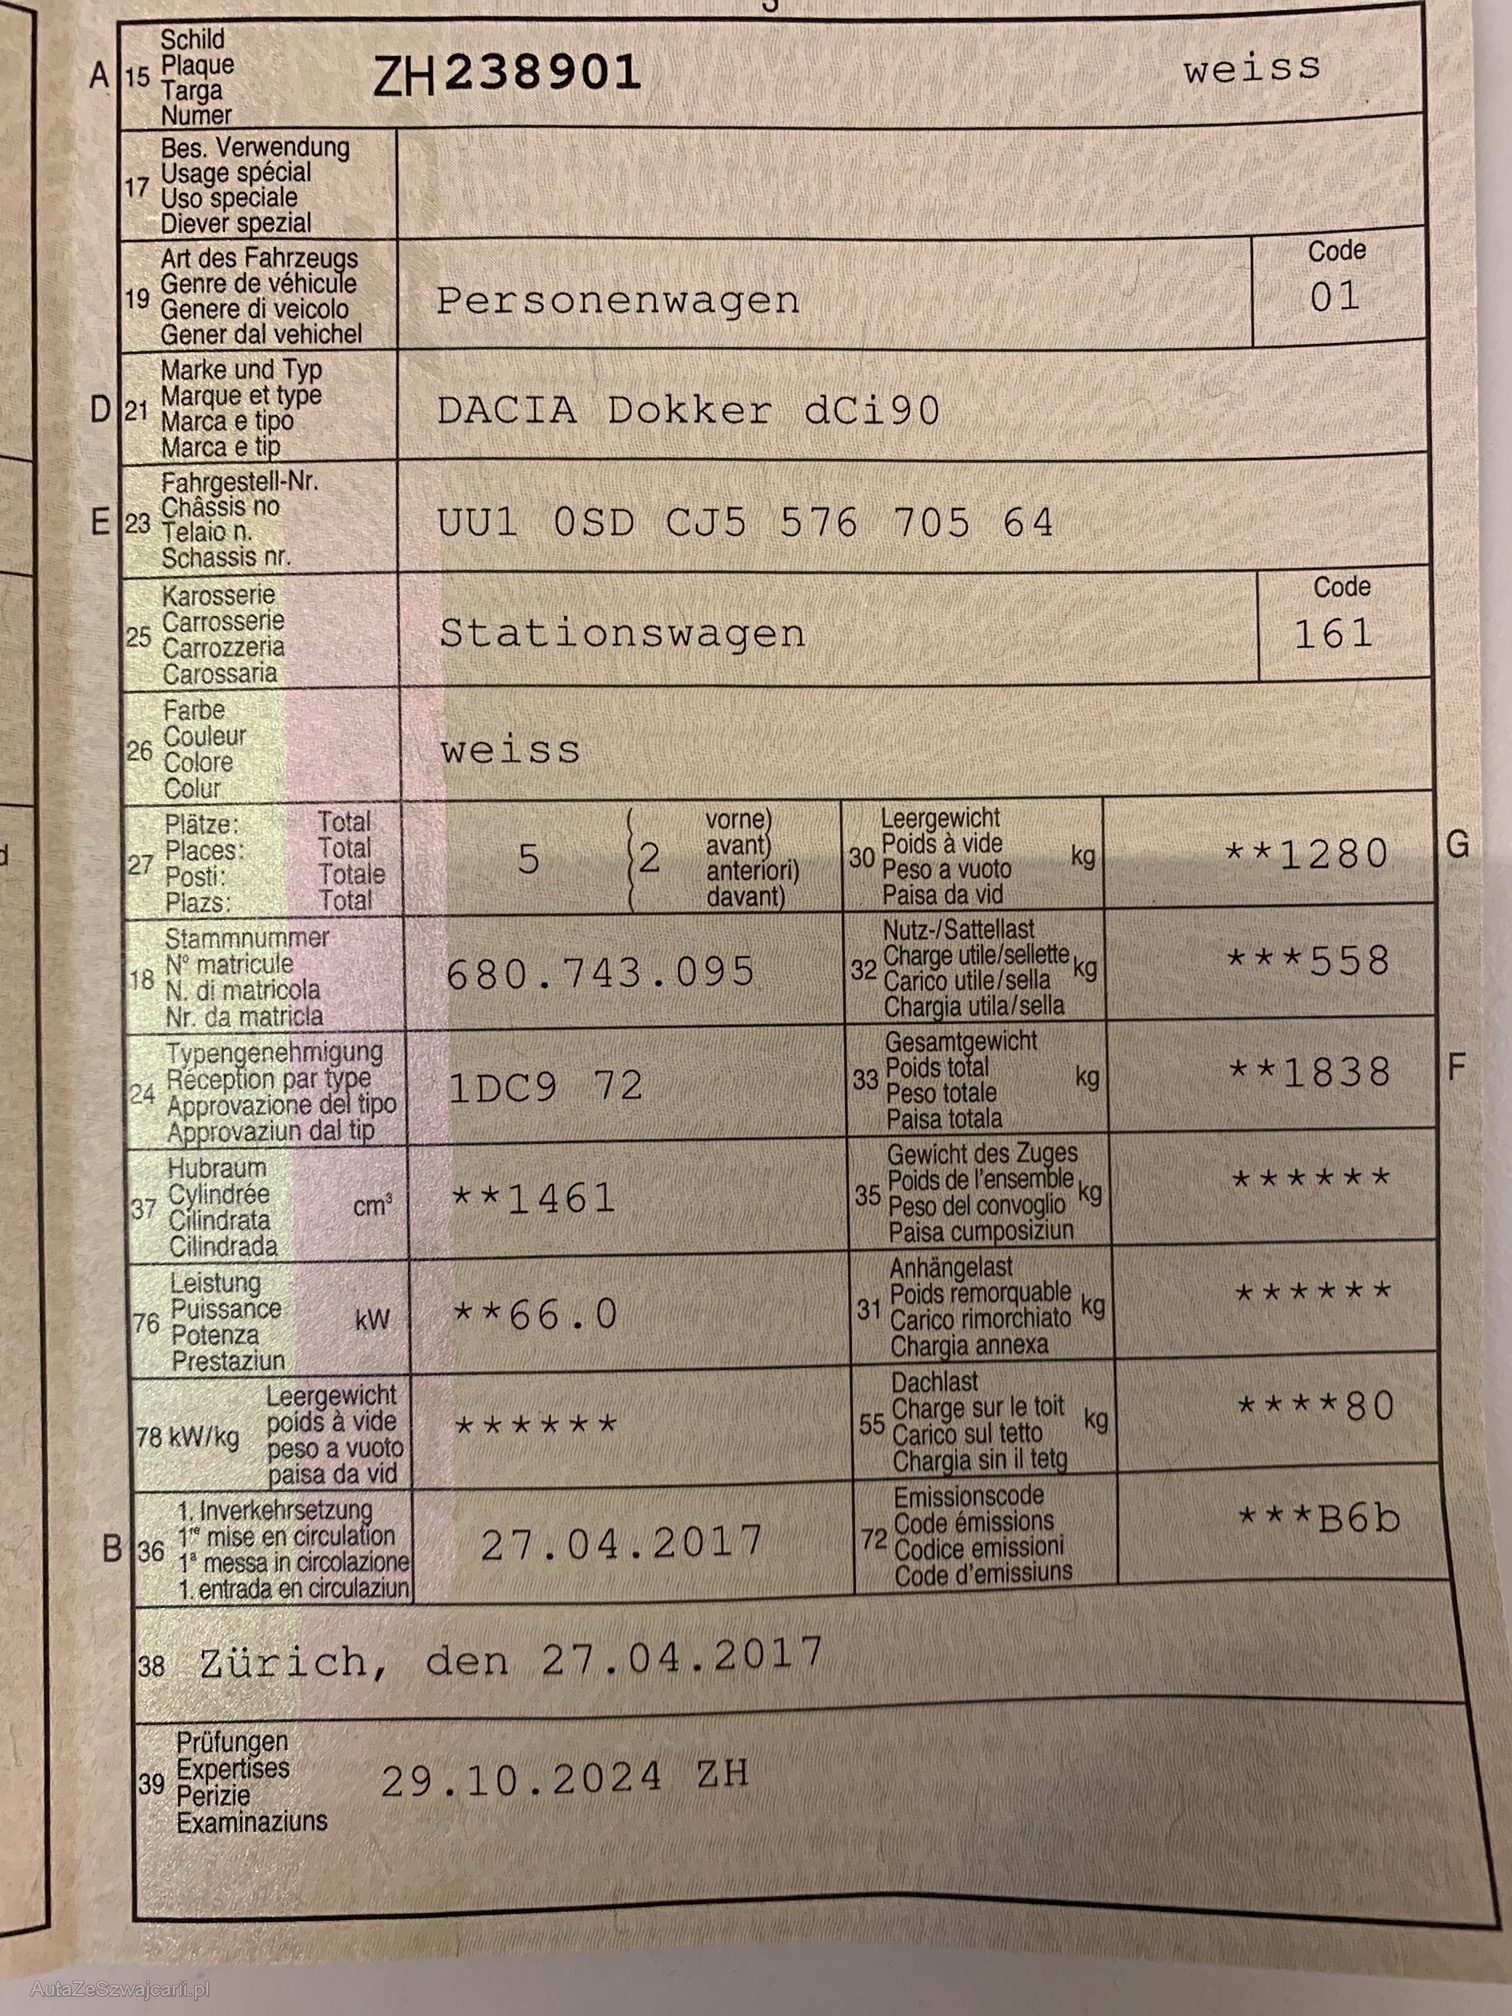 A 15 Schild
Plaque
Targa
Numer
ZH 238901 weiss
17 Bes. Verwendung
Usage spécial
Uso speciale
Diever spezial
19 Art des Fahrzeugs
Genre de véhicule
Genere di veicolo
Gener dal vehichel
Personenwagen
Code
01
D 21 Marke und Typ
Marque et type
Marca e tipo
Marca e tip
DACIA Dokker dCi90
E 23 Fahrgestell-Nr.
Châssis no
Telaio n.
Schassis nr.
UU1 0SD CJ5 576 705 64
25 Karosserie
Carrosserie
Carrozzeria
Carossaria
Stationswagen
Code
161
26 Farbe
Couleur
Colore
Colur
weiss
27 Plätze: Total
Places: Total
Posti: Totale
Plazs: Total
5 (2 vorne)
avant)
anteriori)
davant)
30 Leergewicht
Poids à vide
Peso a vuoto
Paisa da vid
kg **1280 G
18 Stammnummer
N° matricule
N. di matricola
Nr. da matricla
680.743.095
32 Nutz-/Sattellast
Charge utile/sellette
Carico utile/sella
Chargia utila/sella
kg ***558
24 Typengenehmigung
Réception par type
Approvazione del tipo
Approvaziun dal tip
1DC9 72
33 Gesamtgewicht
Poids total
Peso totale
Paisa totala
kg **1838 F
37 Hubraum
Cylindrée
Cilindrata
Cilindrada
cm³ **1461
35 Gewicht des Zuges
Poids de l'ensemble
Peso del convoglio
Paisa cumposiziun
kg ******
76 Leistung
Puissance
Potenza
Prestaziun
kW **66.0
31 Anhängelast
Poids remorquable
Carico rimorchiato
Chargia annexa
kg ******
78 kW/kg Leergewicht
poids à vide
peso a vuoto
paisa da vid
******
55 Dachlast
Charge sur le toit
Carico sul tetto
Chargia sin il tetg
kg ****80
B 36 1. Inverkehrsetzung
1re mise en circulation
1a messa in circolazione
1. entrada en circulaziun
27.04.2017
72 Emissionscode
Code émissions
Codice emissioni
Code d'emissiuns
***B6b
38 Zürich, den 27.04.2017
39 Prüfungen
Expertises
Perizie
Examinaziuns
29.10.2024 ZH
AutaZeSzwajcarii.pl